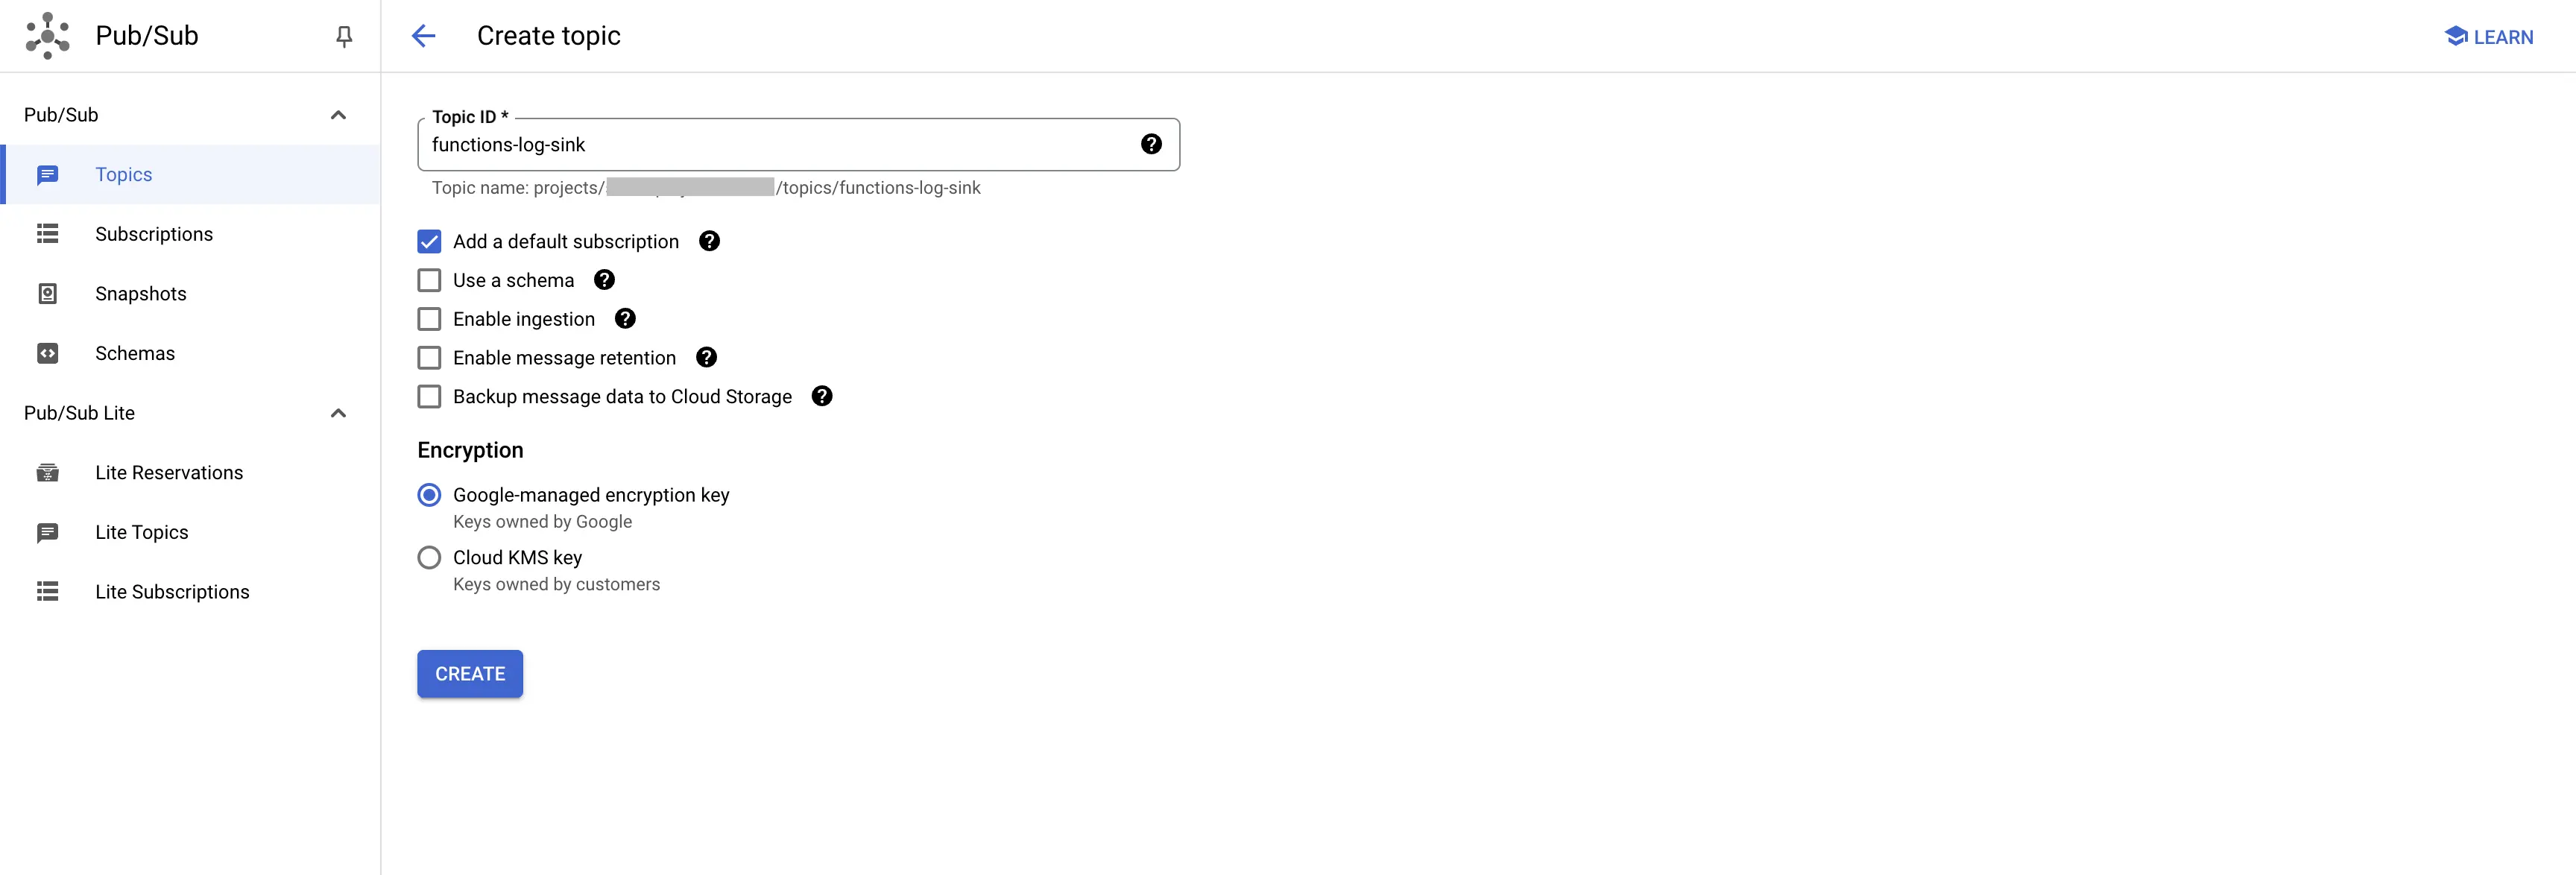 Pub/Sub
Create topic
LEARN
Pub/Sub
Topics
Subscriptions
Snapshots
Schemas
Pub/Sub Lite
Lite Reservations
Lite Topics
Lite Subscriptions
Topic ID *
functions-log-sink
Topic name: projects/ /topics/functions-log-sink
Add a default subscription
Use a schema
Enable ingestion
Enable message retention
Backup message data to Cloud Storage
Encryption
Google-managed encryption key
Keys owned by Google
Cloud KMS key
Keys owned by customers
CREATE